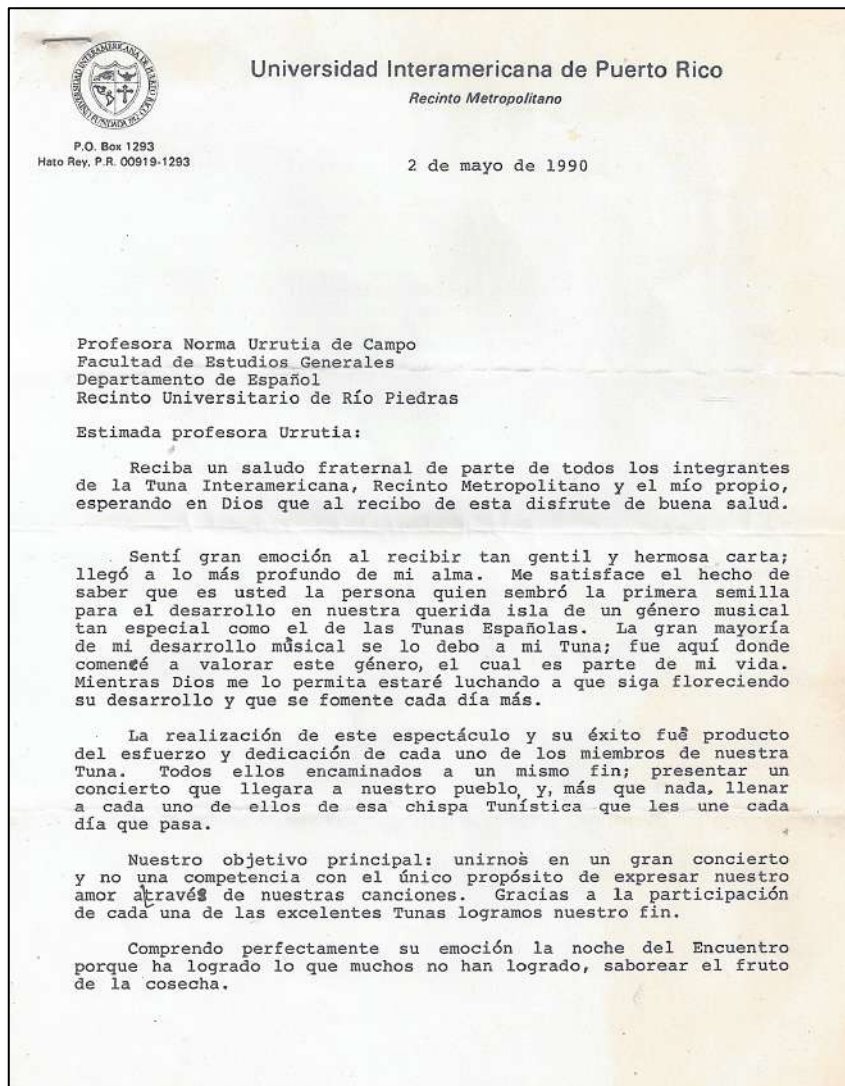 UNIVERSIDAD INTERAMERICANA DE PUERTO RICO
FUNDADA 1912
Universidad Interamericana de Puerto Rico
Recinto Metropolitano
P.O. Box 1293
Hato Rey, P.R. 00919-1293
2 de mayo de 1990
Profesora Norma Urrutia de Campo
Facultad de Estudios Generales
Departamento de Español
Recinto Universitario de Río Piedras
Estimada profesora Urrutia:
Reciba un saludo fraternal de parte de todos los integrantes
de la Tuna Interamericana, Recinto Metropolitano y el mío propio,
esperando en Dios que al recibo de esta disfrute de buena salud.
Sentí gran emoción al recibir tan gentil y hermosa carta;
llegó a lo más profundo de mi alma. Me satisface el hecho de
saber que es usted la persona quien sembró la primera semilla
para el desarrollo en nuestra querida isla de un género musical
tan especial como el de las Tunas Españolas. La gran mayoría
de mi desarrollo musical se lo debo a mi Tuna; fue aquí donde
comencé a valorar este género, el cual es parte de mi vida.
Mientras Dios me lo permita estaré luchando a que siga floreciendo
su desarrollo y que se fomente cada día más.
La realización de este espectáculo y su éxito fué producto
del esfuerzo y dedicación de cada uno de los miembros de nuestra
Tuna. Todos ellos encaminados a un mismo fin; presentar un
concierto que llegara a nuestro pueblo, y, más que nada, llenar
a cada uno de ellos de esa chispa Tunística que les une cada
día que pasa.
Nuestro objetivo principal: unirnos en un gran concierto
y no una competencia con el único propósito de expresar nuestro
amor através de nuestras canciones. Gracias a la participación
de cada una de las excelentes Tunas logramos nuestro fin.
Comprendo perfectamente su emoción la noche del Encuentro
porque ha logrado lo que muchos no han logrado, saborear el fruto
de la cosecha.